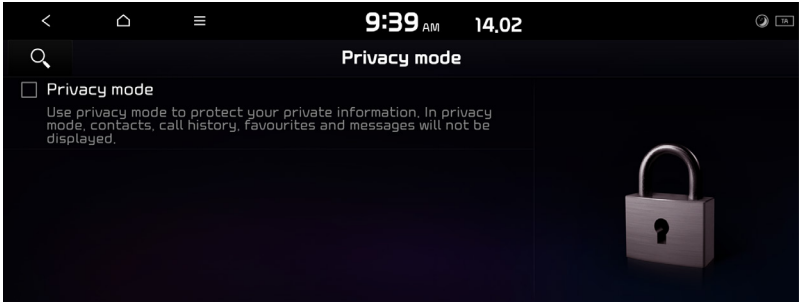 9:39 AM 14.02
TA
Privacy mode
Privacy mode
Use privacy mode to protect your private information. In privacy
mode, contacts, call history, favourites and messages will not be
displayed.